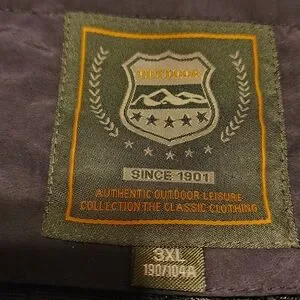 OUTDOOR
SINCE 1901
AUTHENTIC OUTDOOR LEISURE
COLLECTION THE CLASSIC CLOTHING
3XL
190/104A